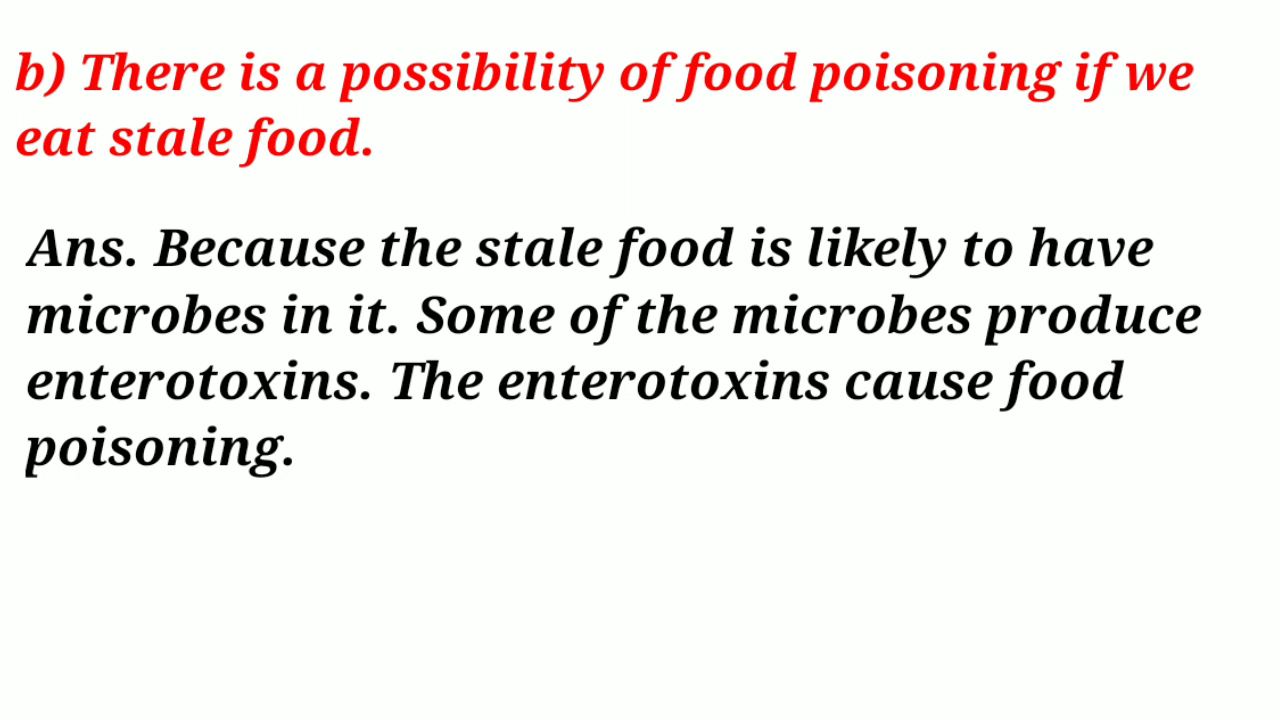 b) There is a possibility of food poisoning if we
eat stale food.
Ans. Because the stale food is likely to have
microbes in it. Some of the microbes produce
enterotoxins. The enterotoxins cause food
poisoning.